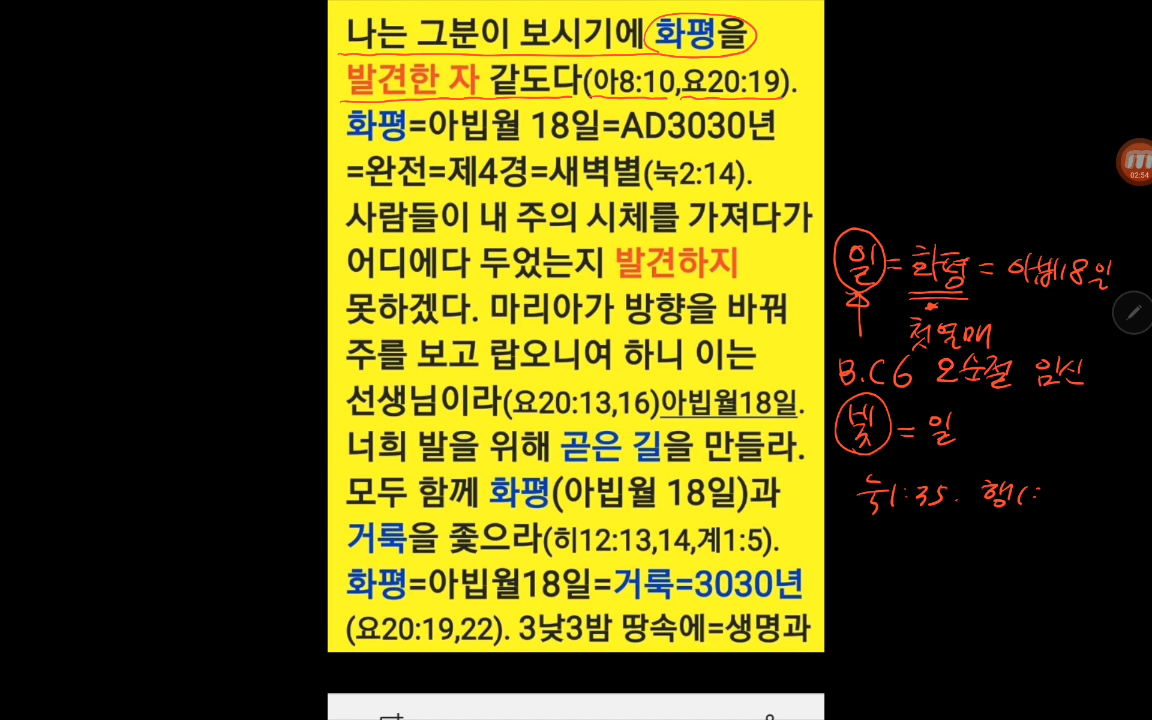 나는 그분이 보시기에 화평을
발견한 자 같도다(아8:10,요20:19).
화평=아빕월 18일=AD3030년
=완전=제4경=새벽별(눅2:14).
사람들이 내 주의 시체를 가져다가
어디에다 두었는지 발견하지
못하겠다. 마리아가 방향을 바꿔
주를 보고 랍오니여 하니 이는
선생님이라(요20:13,16)아빕월18일.
너희 발을 위해 곧은 길을 만들라.
모두 함께 화평(아빕월 18일)과
거룩을 좇으라(히12:13,14,계1:5).
화평=아빕월18일=거룩=3030년
(요20:19,22). 3낮3밤 땅속에=생명과
02:54
일=화평=아빕18일
첫열매
B.C6 오순절 임신
빛=일
눅1:35. 행1: